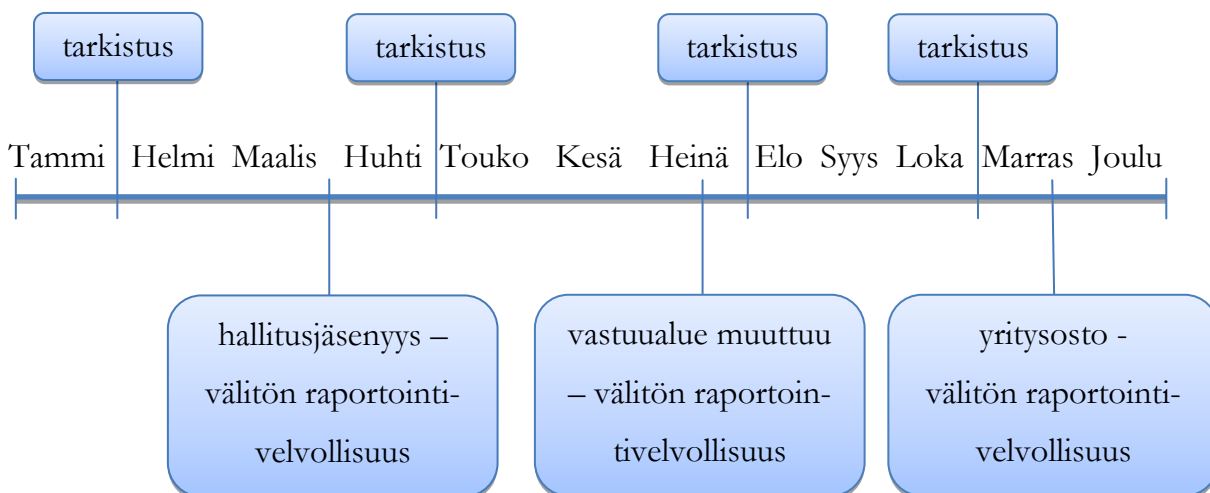 tarkistus
tarkistus
tarkistus
tarkistus
Tammi Helmi Maalis Huhti Touko Kesä Heinä Elo Syys Loka Marras Joulu
hallitusjäsenyys –
välitön raportointi-
velvollisuus
vastuualue muuttuu
– välitön raportoin-
tivelvollisuus
yritysosto -
välitön raportointi-
velvollisuus